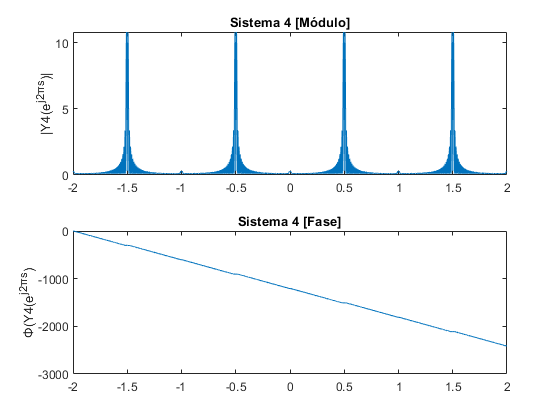 Sistema 4 [Módulo]
|Y4(e^j2πs)|
10
5
0
-2 -1.5 -1 -0.5 0 0.5 1 1.5 2
Sistema 4 [Fase]
Φ(Y4(e^j2πs)
0
-1000
-2000
-3000
-2 -1.5 -1 -0.5 0 0.5 1 1.5 2